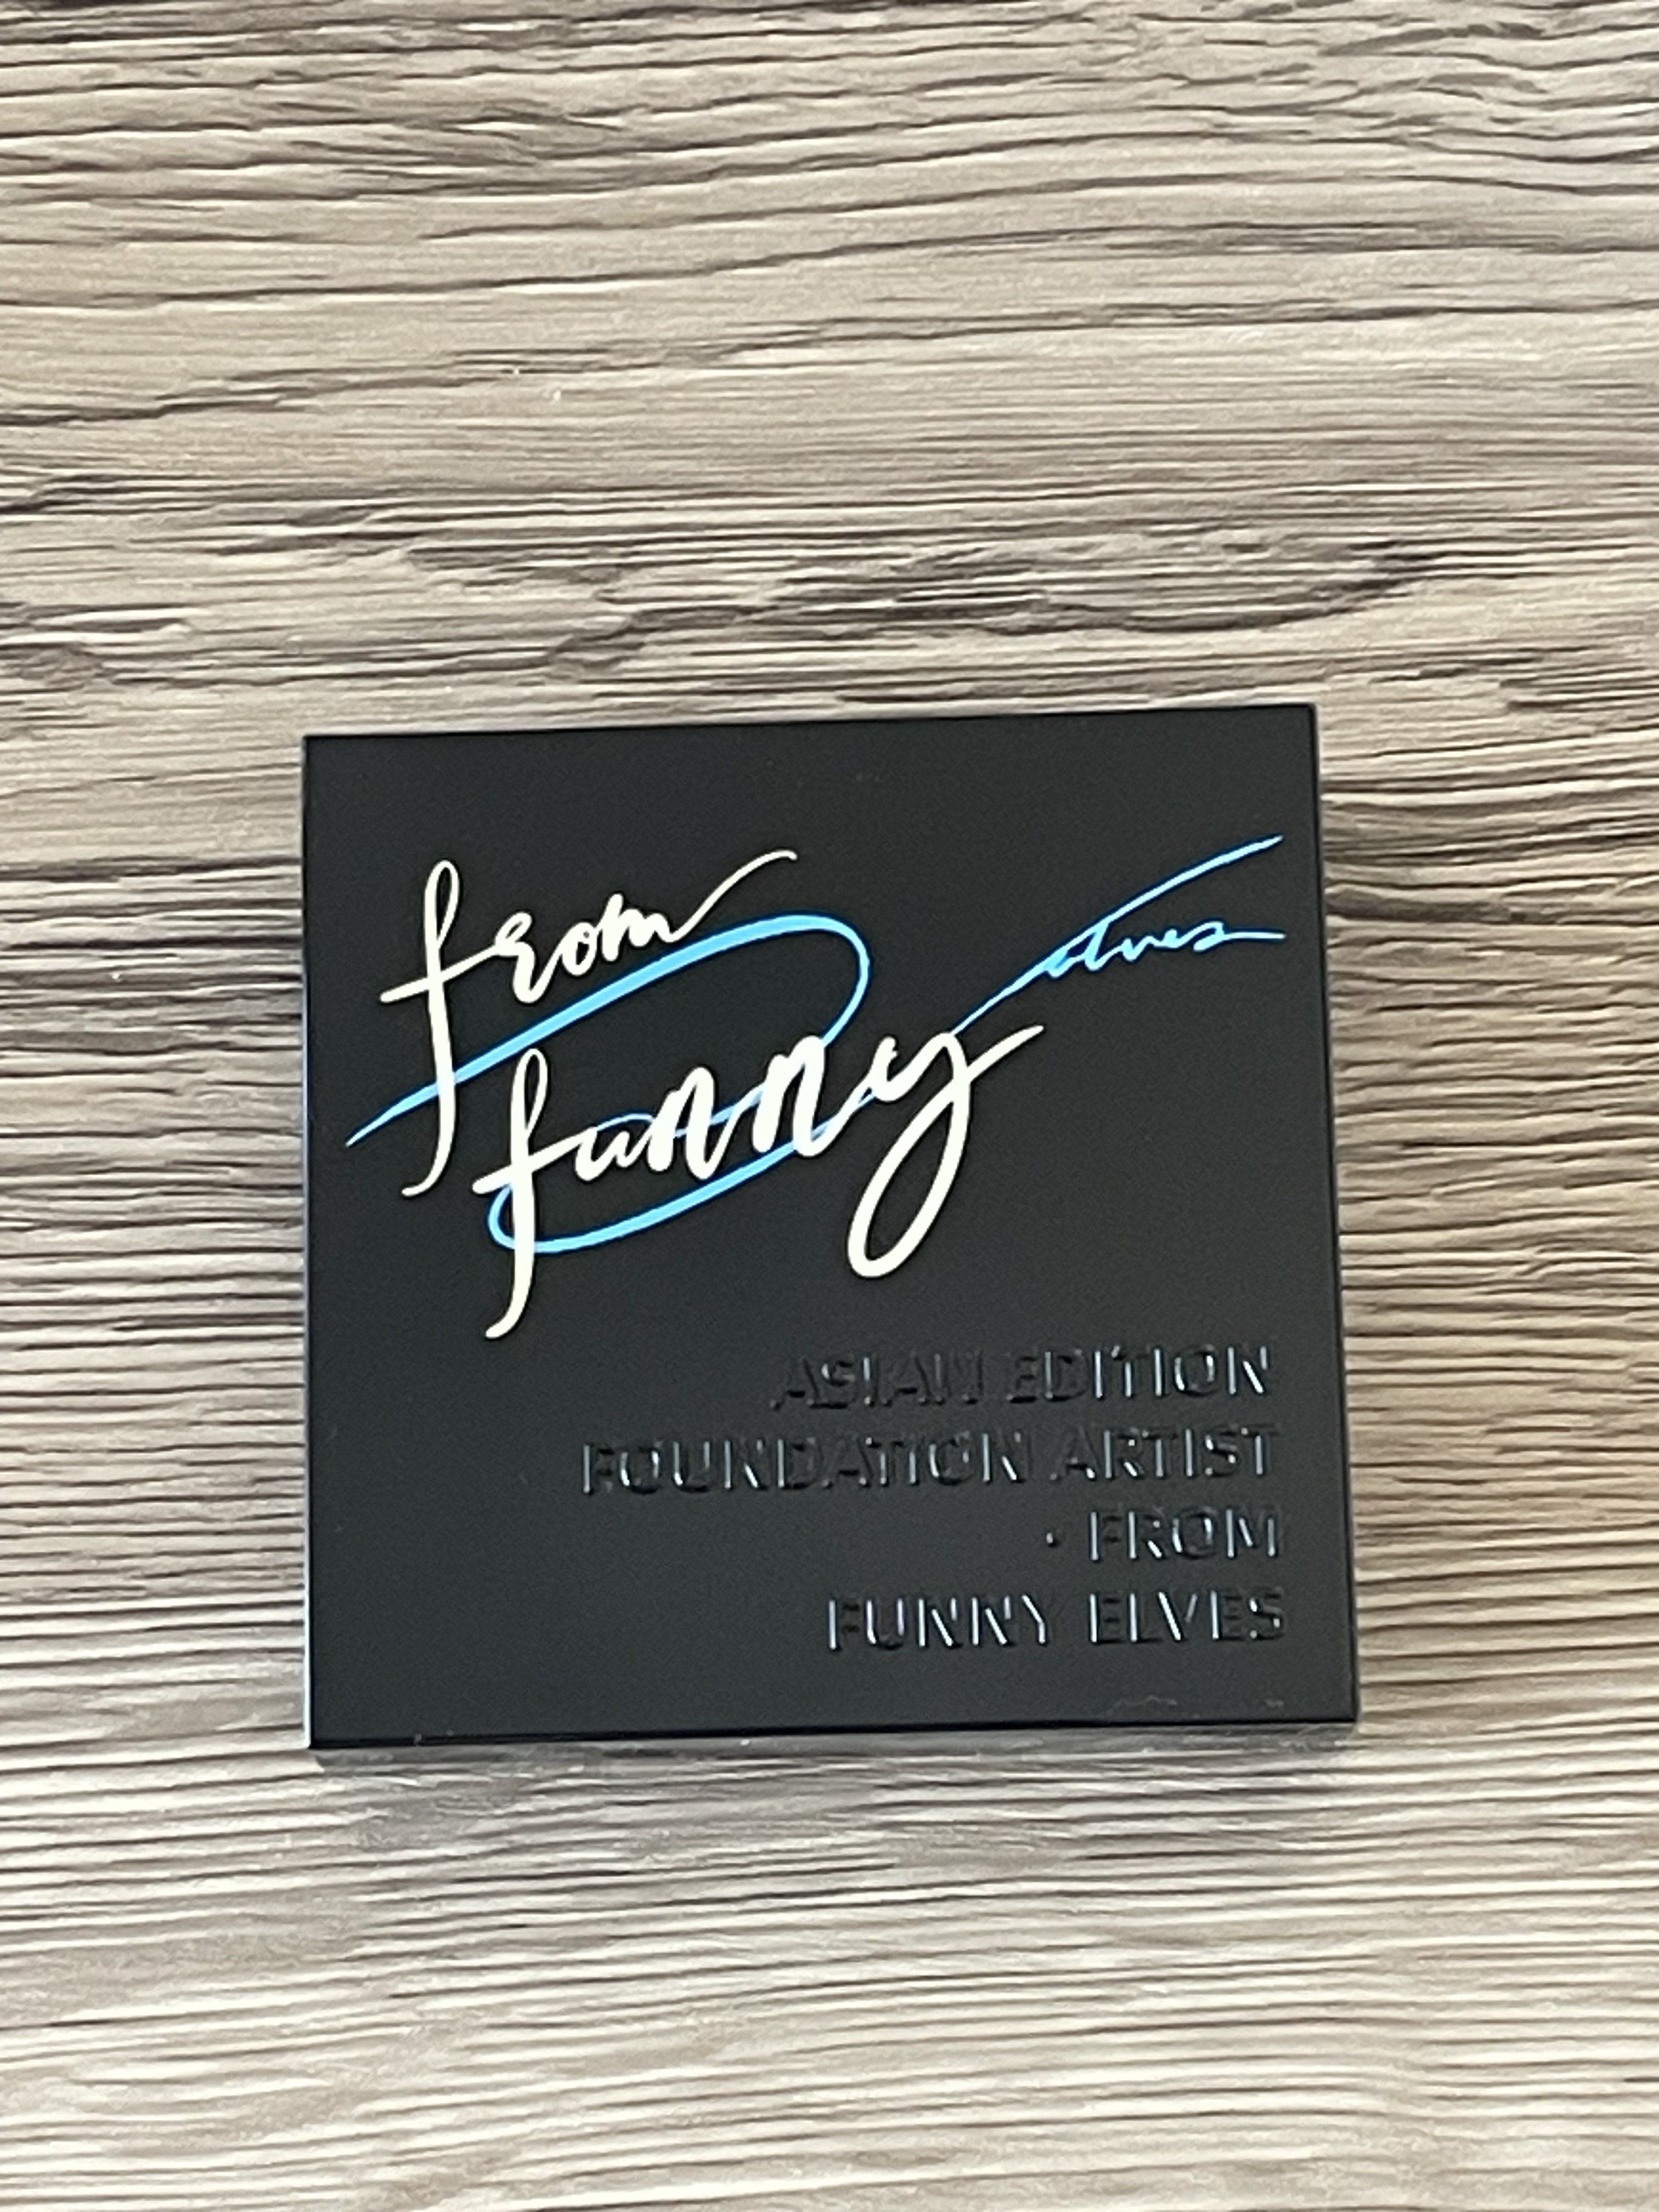 from
funny
elves
ASIAN EDITION
FOUNDATION ARTIST
· FROM
FUNNY ELVES